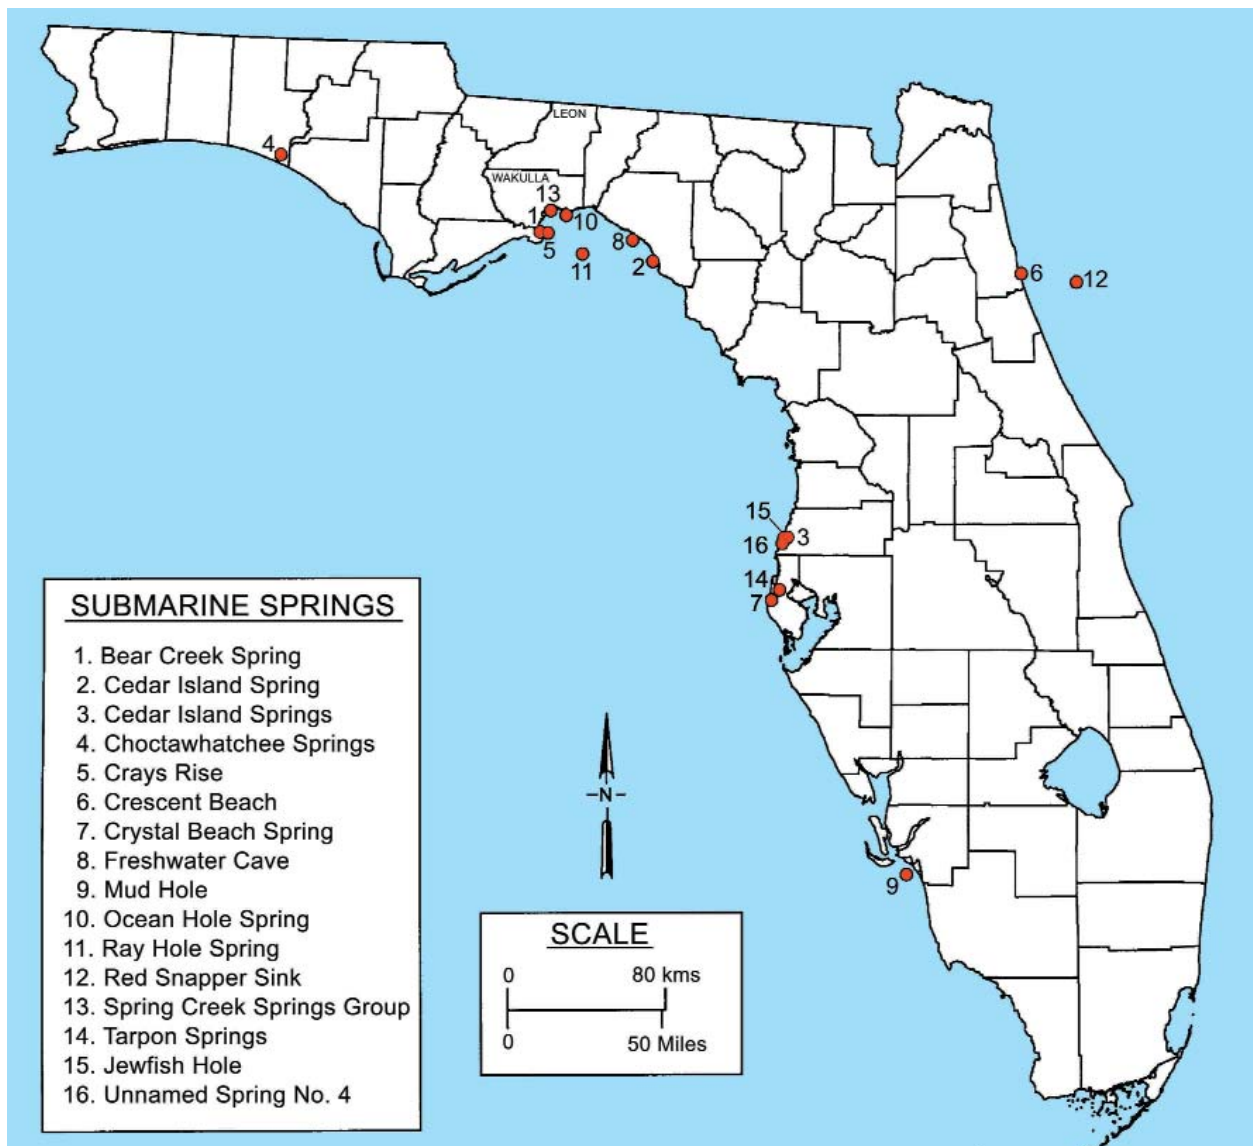 LEON
4
WAKULLA
13
1
10
5
8
11
2
6
12
15
3
16
14
7
SUBMARINE SPRINGS
1. Bear Creek Spring
2. Cedar Island Spring
3. Cedar Island Springs
4. Choctawhatchee Springs
5. Crays Rise
6. Crescent Beach
7. Crystal Beach Spring
8. Freshwater Cave
9. Mud Hole
10. Ocean Hole Spring
11. Ray Hole Spring
12. Red Snapper Sink
13. Spring Creek Springs Group
14. Tarpon Springs
15. Jewfish Hole
16. Unnamed Spring No. 4
-N-
9
SCALE
0 80 kms
0 50 Miles